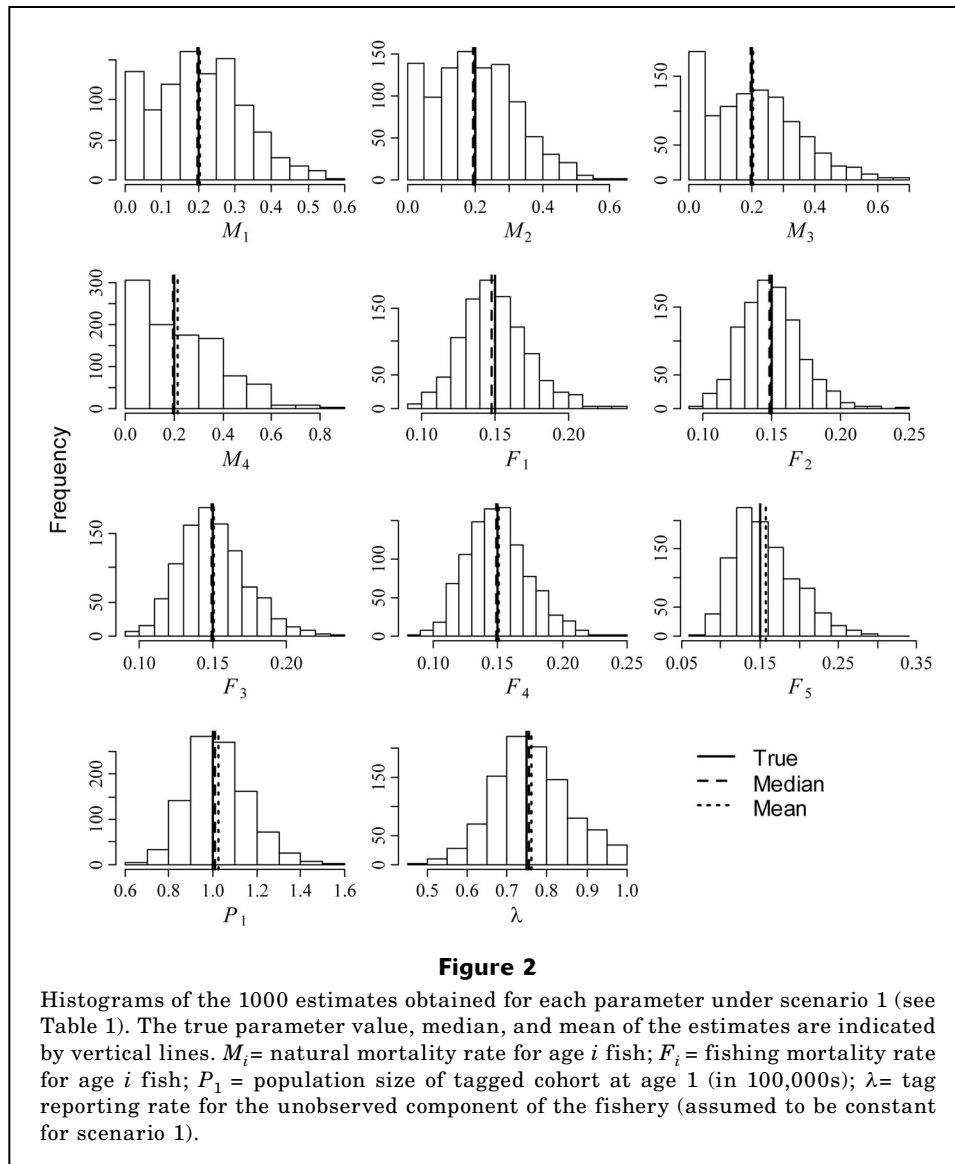 0 50 100
0.0 0.1 0.2 0.3 0.4 0.5 0.6
M1
0 50 100 150
0.0 0.2 0.4 0.6
M2
0 50 100 150
0.0 0.2 0.4 0.6
M3
0 100 200 300
0.0 0.2 0.4 0.6 0.8
M4
0 50 150
0.10 0.15 0.20
F1
0 50 150
0.10 0.15 0.20 0.25
F2
Frequency
0 50 150
0.10 0.15 0.20
F3
0 50 100
0.10 0.15 0.20 0.25
F4
0 50 100 200
0.05 0.15 0.25 0.35
F5
0 100 200
0.6 0.8 1.0 1.2 1.4 1.6
P1
0 50 150
0.5 0.6 0.7 0.8 0.9 1.0
λ
True
Median
Mean
Figure 2
Histograms of the 1000 estimates obtained for each parameter under scenario 1 (see
Table 1). The true parameter value, median, and mean of the estimates are indicated
by vertical lines. Mi= natural mortality rate for age i fish; Fi = fishing mortality rate
for age i fish; P1 = population size of tagged cohort at age 1 (in 100,000s); λ= tag
reporting rate for the unobserved component of the fishery (assumed to be constant
for scenario 1).